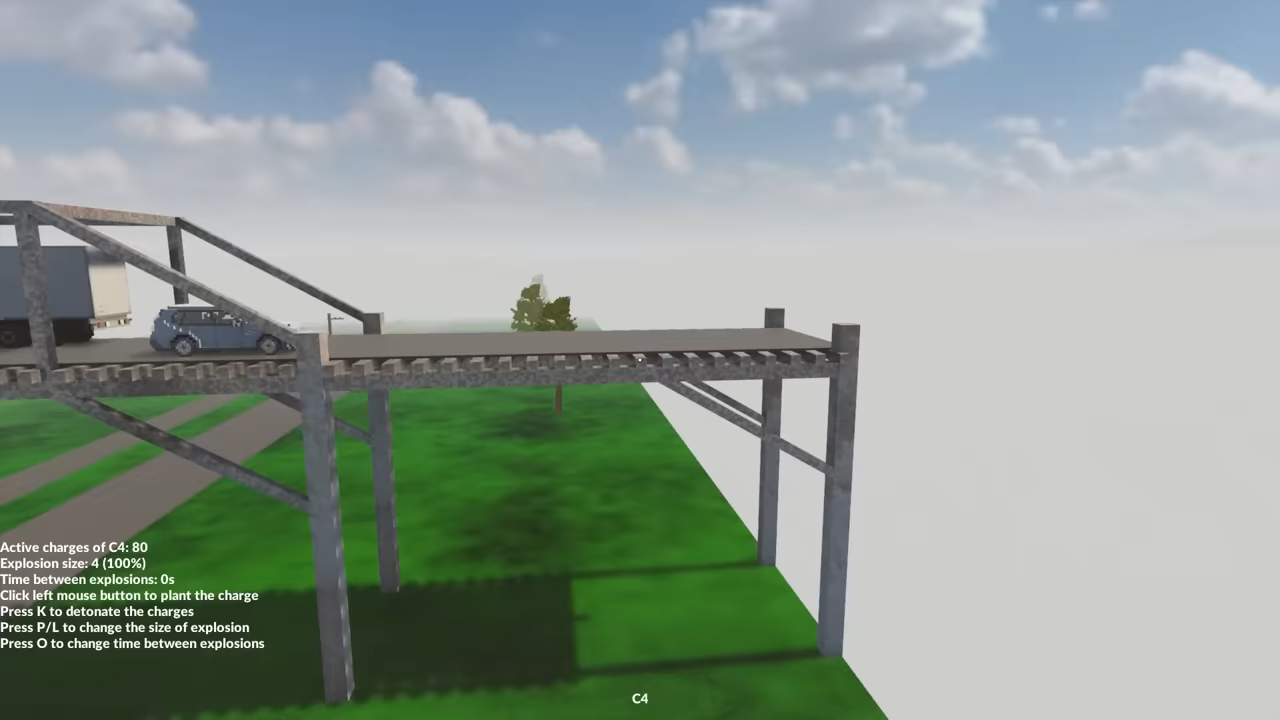 Active charges of C4: 80
Explosion size: 4 (100%)
Time between explosions: 0s
Click left mouse button to plant the charge
Press K to detonate the charges
Press P/L to change the size of explosion
Press O to change time between explosions
C4